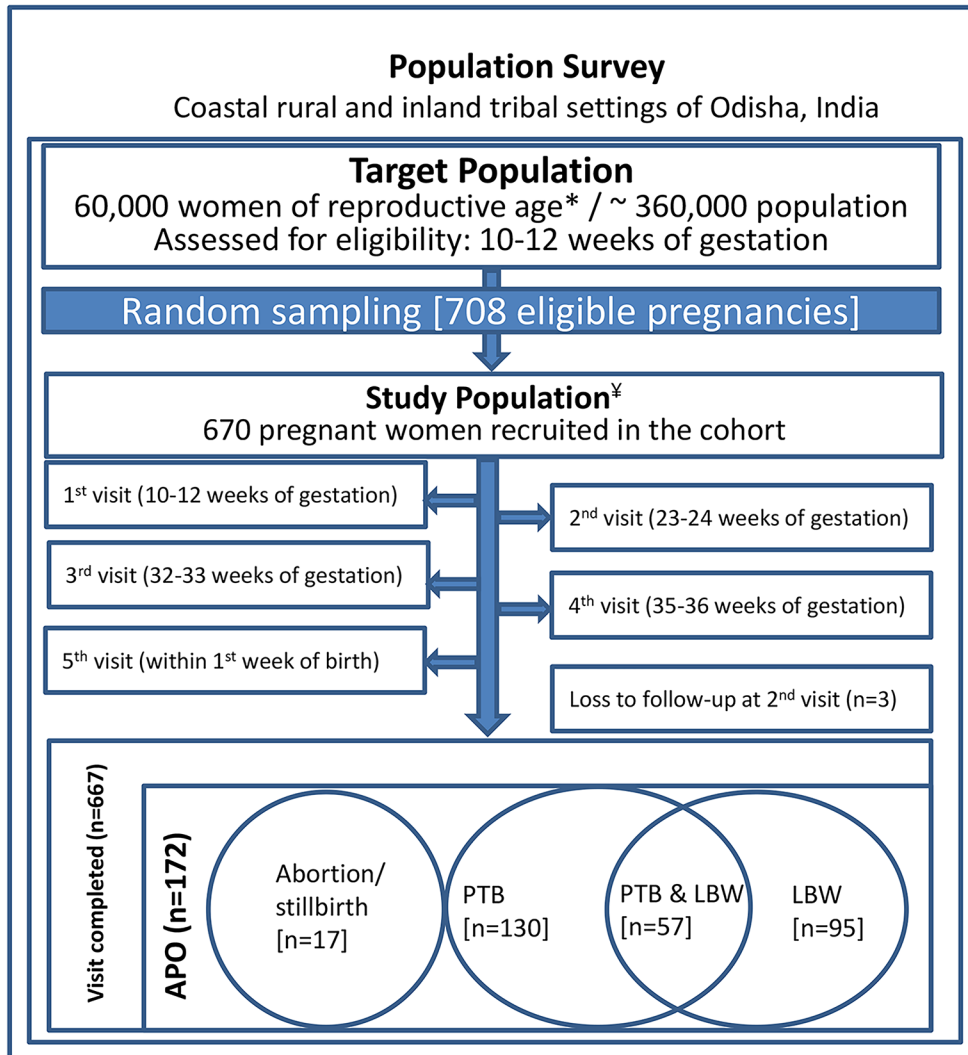 Population Survey
Coastal rural and inland tribal settings of Odisha, India
Target Population
60,000 women of reproductive age* / ~ 360,000 population
Assessed for eligibility: 10-12 weeks of gestation
Random sampling [708 eligible pregnancies]
Study Population¥
670 pregnant women recruited in the cohort
1st visit (10-12 weeks of gestation)
2nd visit (23-24 weeks of gestation)
3rd visit (32-33 weeks of gestation)
4th visit (35-36 weeks of gestation)
5th visit (within 1st week of birth)
Loss to follow-up at 2nd visit (n=3)
Visit completed (n=667)
APO (n=172)
Abortion/
stillbirth
[n=17]
PTB
[n=130]
PTB & LBW
[n=57]
LBW
[n=95]